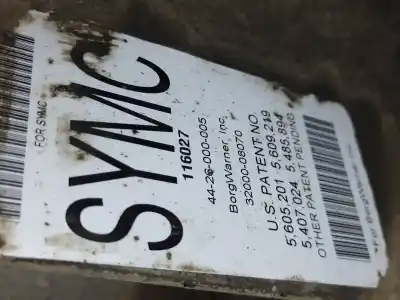 FOR SYMC
SYMC
116027
44-26-000-005
BorgWarner, Inc.
32000-08070
U.S. PATENT NO.
5,605,201 5,609,219
5,407,024 5,485,894
OTHER PATENT PENDING